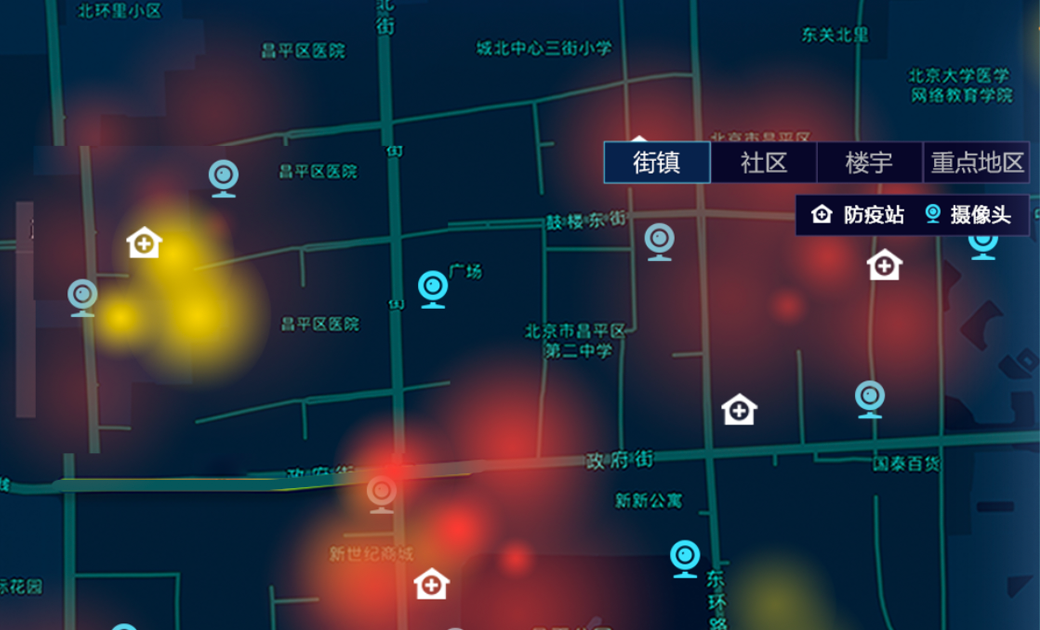 北环里小区
北街
昌平区医院
城北中心三街小学
东关北里
北京大学医学
网络教育学院
北京市昌平区
街
街镇
社区
楼宇
重点地区
昌平区医院
防疫站
摄像头
鼓楼东街
广场
街
昌平区医院
北京市昌平区
第二中学
政府街
政府街
国泰百货
新新公寓
新世纪商城
东环路
际花园